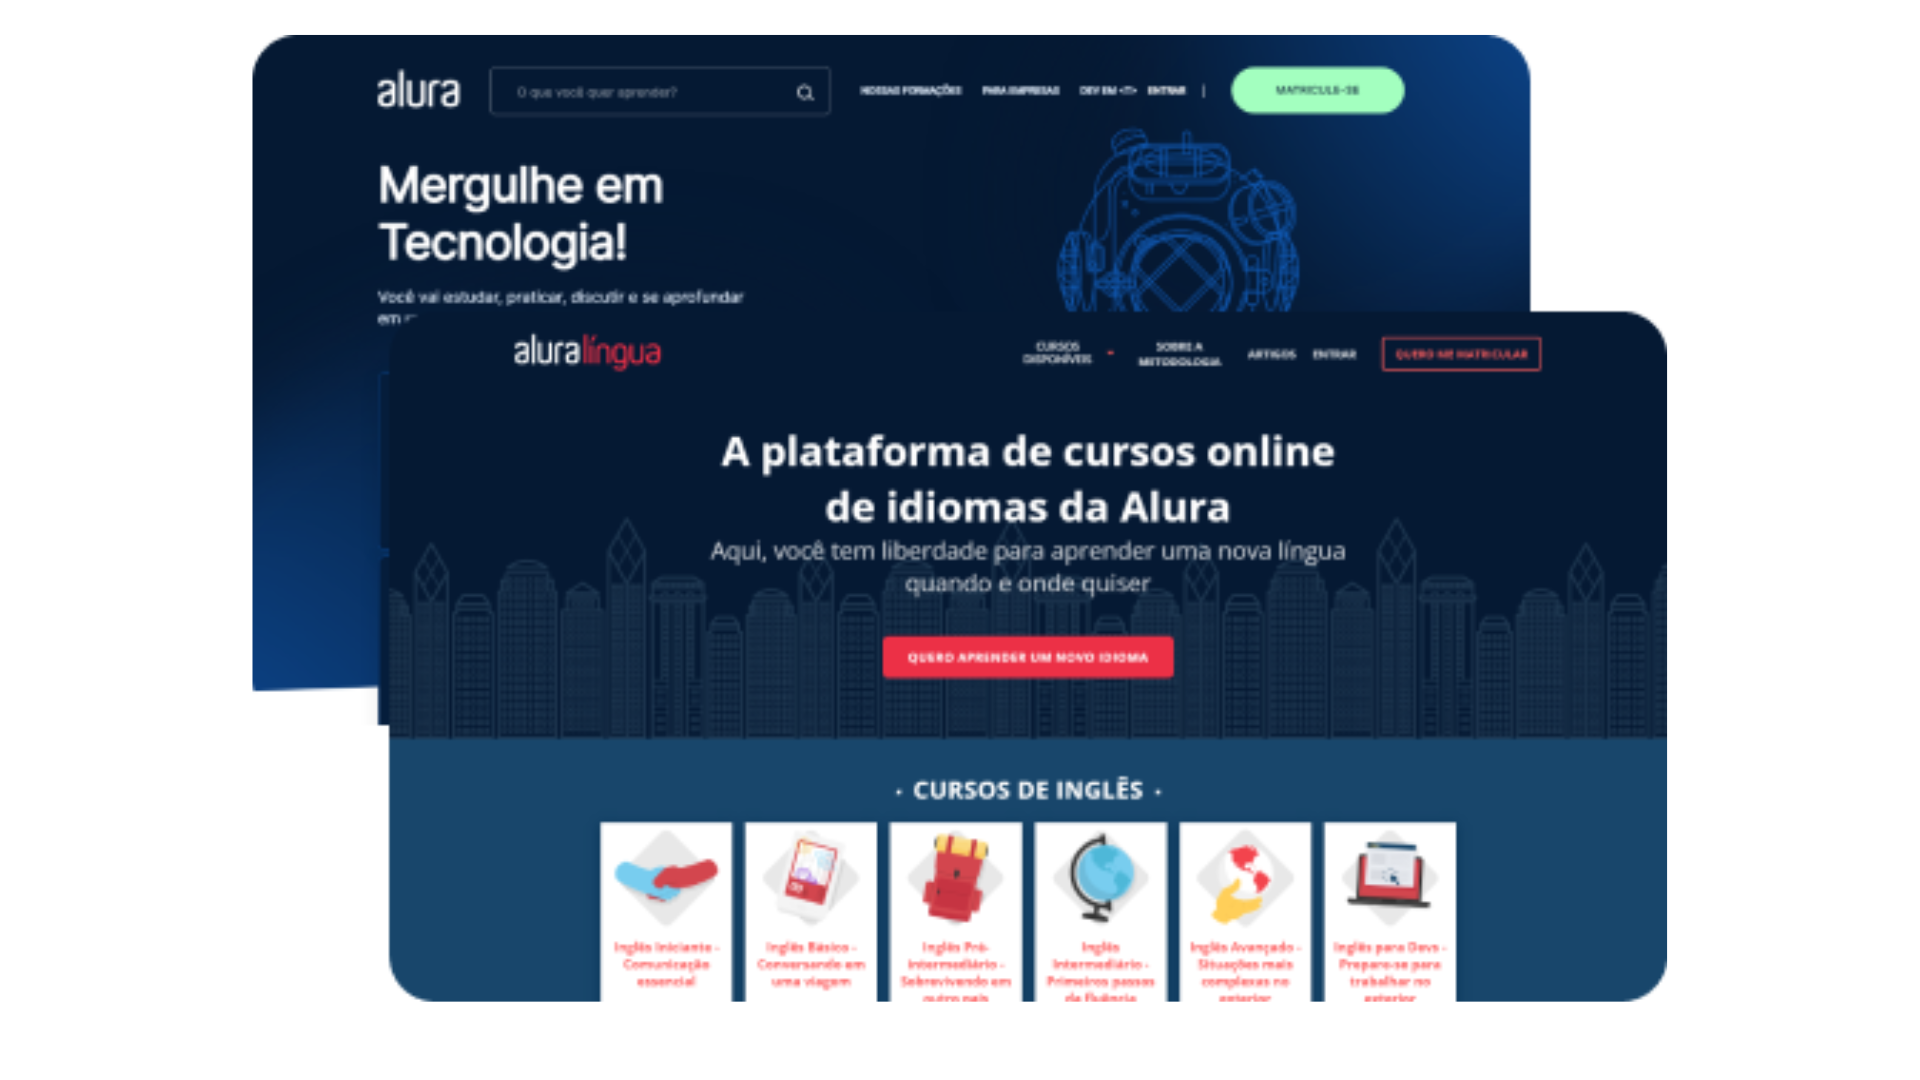 alura
O que você quer aprender?
NOSSAS FORMAÇÕES PARA EMPRESAS DEV EM <T> ENTRAR |
MATRICULE-SE
Mergulhe em
Tecnologia!
Você vai estudar, praticar, discutir e se aprofundar
em
aluralíngua
CURSOS
DISPONÍVEIS
SOBRE A
METODOLOGIA
ARTIGOS
ENTRAR
QUERO ME MATRICULAR
A plataforma de cursos online
de idiomas da Alura
Aqui, você tem liberdade para aprender uma nova língua
quando e onde quiser
QUERO APRENDER UM NOVO IDIOMA
· CURSOS DE INGLÊS ·
Inglês Iniciante -
Comunicação
essencial
Inglês Básico -
Conversando em
uma viagem
Inglês Pré-
Intermediário -
Sobrevivendo em
outro país
Inglês
Intermediário -
Primeiros passos
da fluência
Inglês Avançado -
Situações mais
complexas no
exterior
Inglês para Devs -
Prepare-se para
trabalhar no
exterior